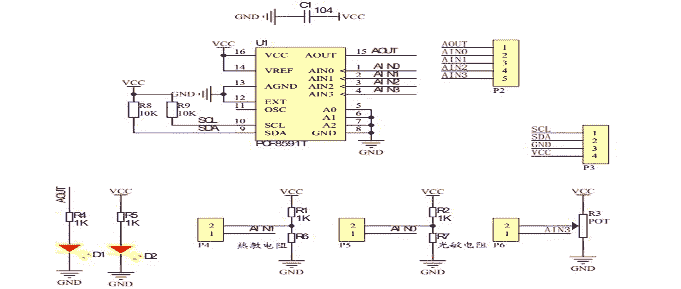 C1
GND 104 VCC
VCC U1
16 VCC AOUT 15 AOUT
14 VREF AIN0 1 AIN0
AIN1 2 AIN1
13 AGND AIN2 3 AIN2
GND
12 EXT AIN3 4 AIN3
11 OSC A0 5
A1 6
SCL 10 SCL A2 7
SDA 9 SDA GND 8
PCF8591T
GND
VCC
R8 R9
10K 10K
AOUT 1
AIN0 2
AIN1 3
AIN2 4
AIN3 5
P2
SCL 1
SDA 2
GND 3
VCC 4
P3
AOUT
R4
1K
D1
GND
VCC
R5
1K
D2
GND
VCC
R1
1K
2
1
AIN1
P4
R6
热敏电阻
GND
VCC
R2
1K
2
1
AIN0
P5
R7
光敏电阻
GND
VCC
R3
POT
2
1
AIN3
P6
GND